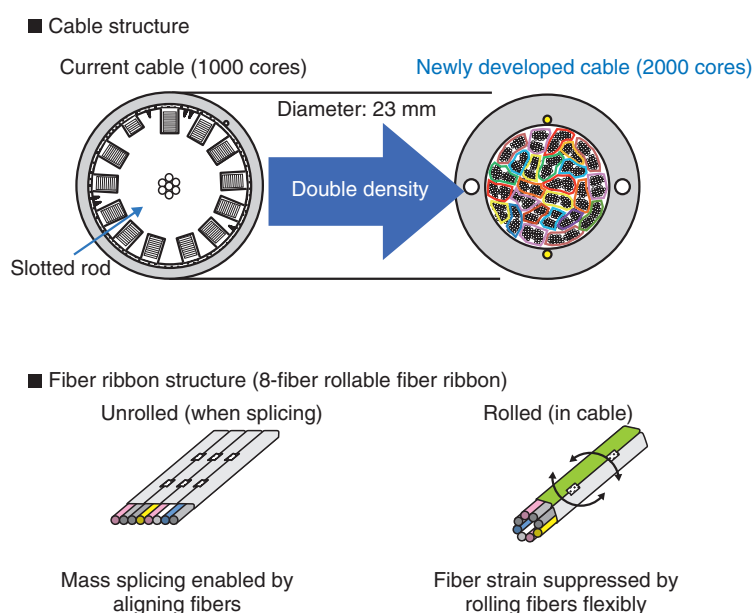 ■ Cable structure
Current cable (1000 cores)
Newly developed cable (2000 cores)
Diameter: 23 mm
Double density
Slotted rod
■ Fiber ribbon structure (8-fiber rollable fiber ribbon)
Unrolled (when splicing)
Rolled (in cable)
Mass splicing enabled by
aligning fibers
Fiber strain suppressed by
rolling fibers flexibly